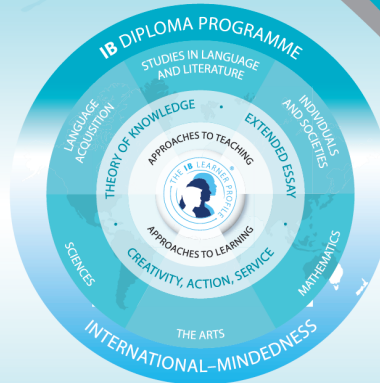 IB DIPLOMA PROGRAMME
STUDIES IN LANGUAGE
AND LITERATURE
LANGUAGE
ACQUISITION
INDIVIDUALS
AND SOCIETIES
THEORY OF KNOWLEDGE
EXTENDED ESSAY
APPROACHES TO TEACHING
THE IB LEARNER PROFILE
APPROACHES TO LEARNING
CREATIVITY, ACTION, SERVICE
SCIENCES
MATHEMATICS
THE ARTS
INTERNATIONAL–MINDEDNESS